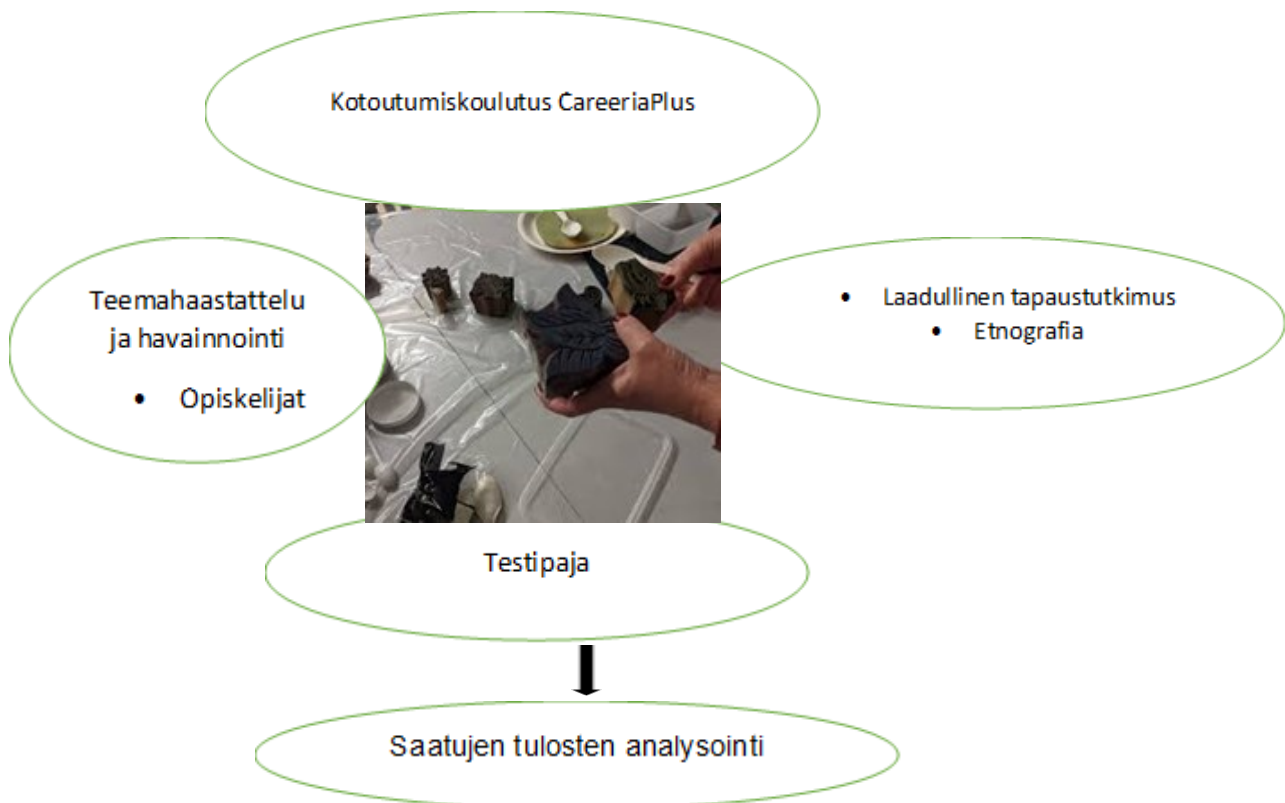 Kotoutumiskoulutus CareeriaPlus
Teemahaastattelu
ja havainnointi
• Opiskelijat
• Laadullinen tapaustutkimus
• Etnografia
Testipaja
Saatujen tulosten analysointi